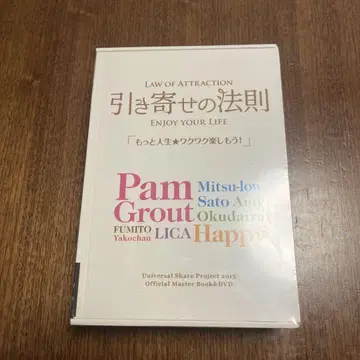 LAW OF ATTRACTION
引き寄せの法則
ENJOY YOUR LIFE
「もっと人生★ワクワク楽しもう!」
Pam Mitsu-low
Grout Sato
Okudaira
FUMITO LICA Happy
Yakochan
Universal Share Project 2015
Official Master Book&DVD